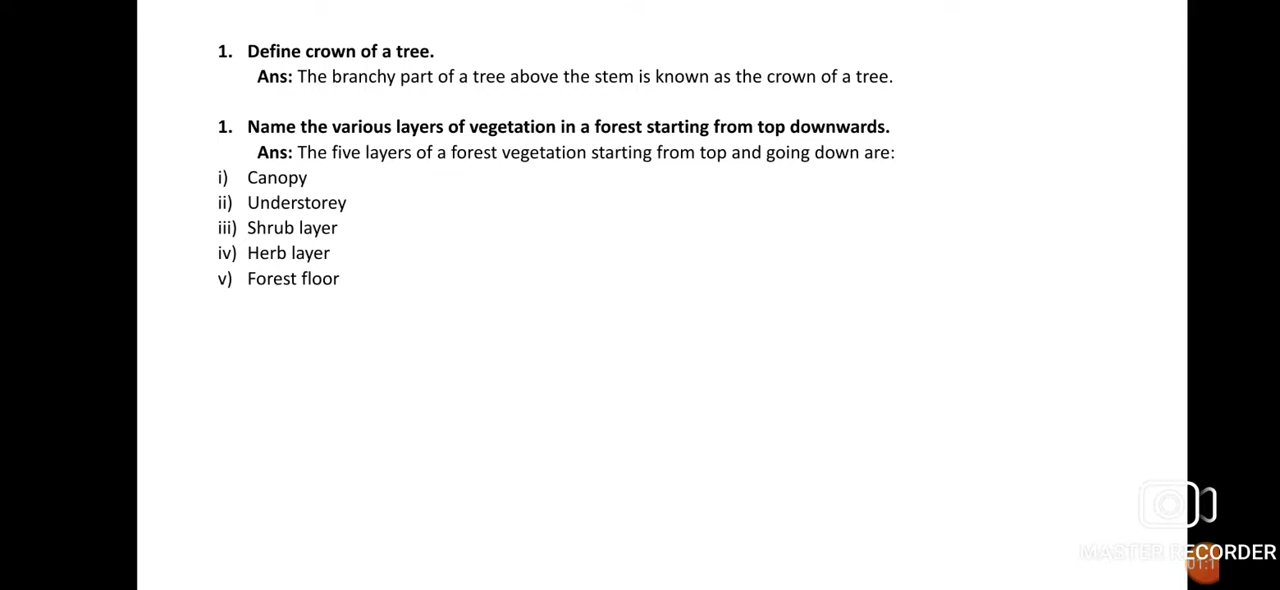 1. Define crown of a tree.
Ans: The branchy part of a tree above the stem is known as the crown of a tree.
1. Name the various layers of vegetation in a forest starting from top downwards.
Ans: The five layers of a forest vegetation starting from top and going down are:
i) Canopy
ii) Understorey
iii) Shrub layer
iv) Herb layer
v) Forest floor
MASTER RECORDER